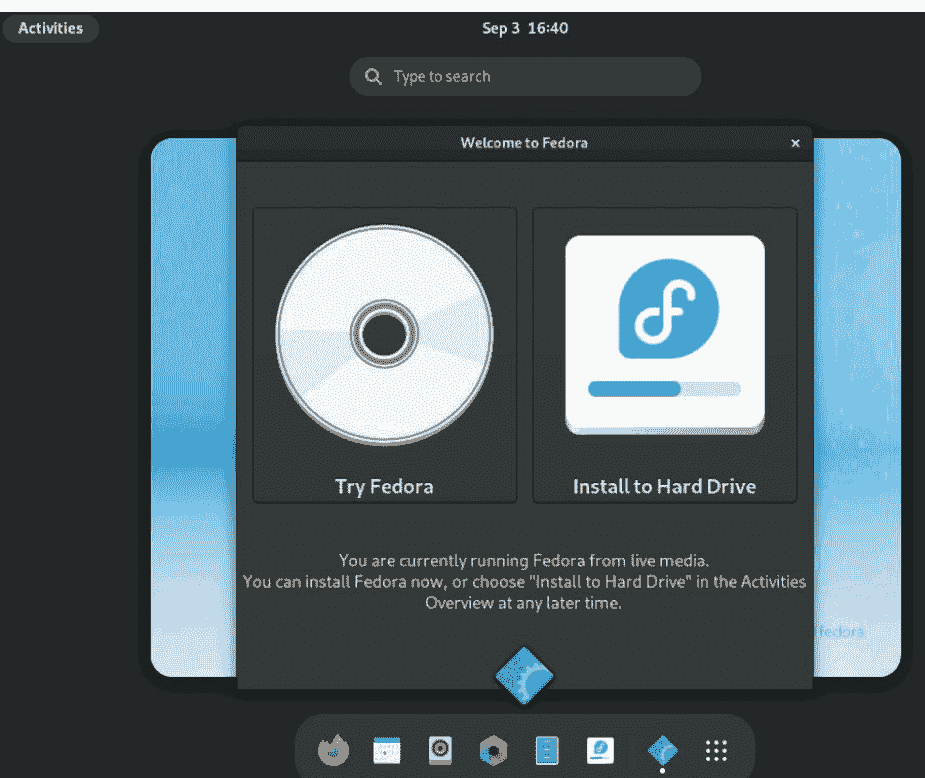 Activities
Sep 3 16:40
Type to search
Welcome to Fedora
Try Fedora
Install to Hard Drive
You are currently running Fedora from live media.
You can install Fedora now, or choose "Install to Hard Drive" in the Activities
Overview at any later time.
fedora